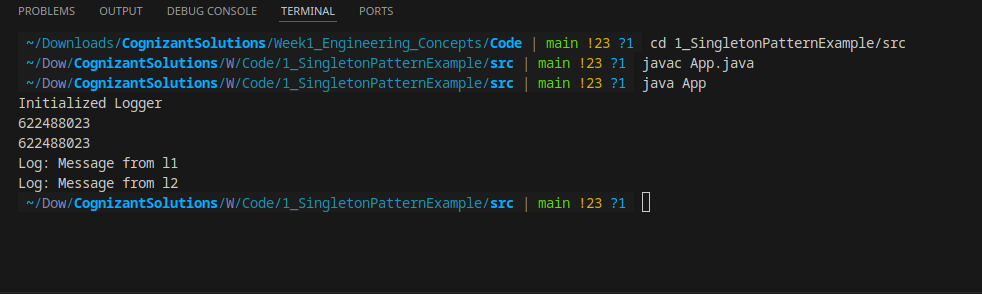 PROBLEMS OUTPUT DEBUG CONSOLE TERMINAL PORTS
~/Downloads/CognizantSolutions/Week1_Engineering_Concepts/Code | main !23 ?1 cd 1_SingletonPatternExample/src
~/Dow/CognizantSolutions/W/Code/1_SingletonPatternExample/src | main !23 ?1 javac App.java
~/Dow/CognizantSolutions/W/Code/1_SingletonPatternExample/src | main !23 ?1 java App
Initialized Logger
622488023
622488023
Log: Message from l1
Log: Message from l2
~/Dow/CognizantSolutions/W/Code/1_SingletonPatternExample/src | main !23 ?1